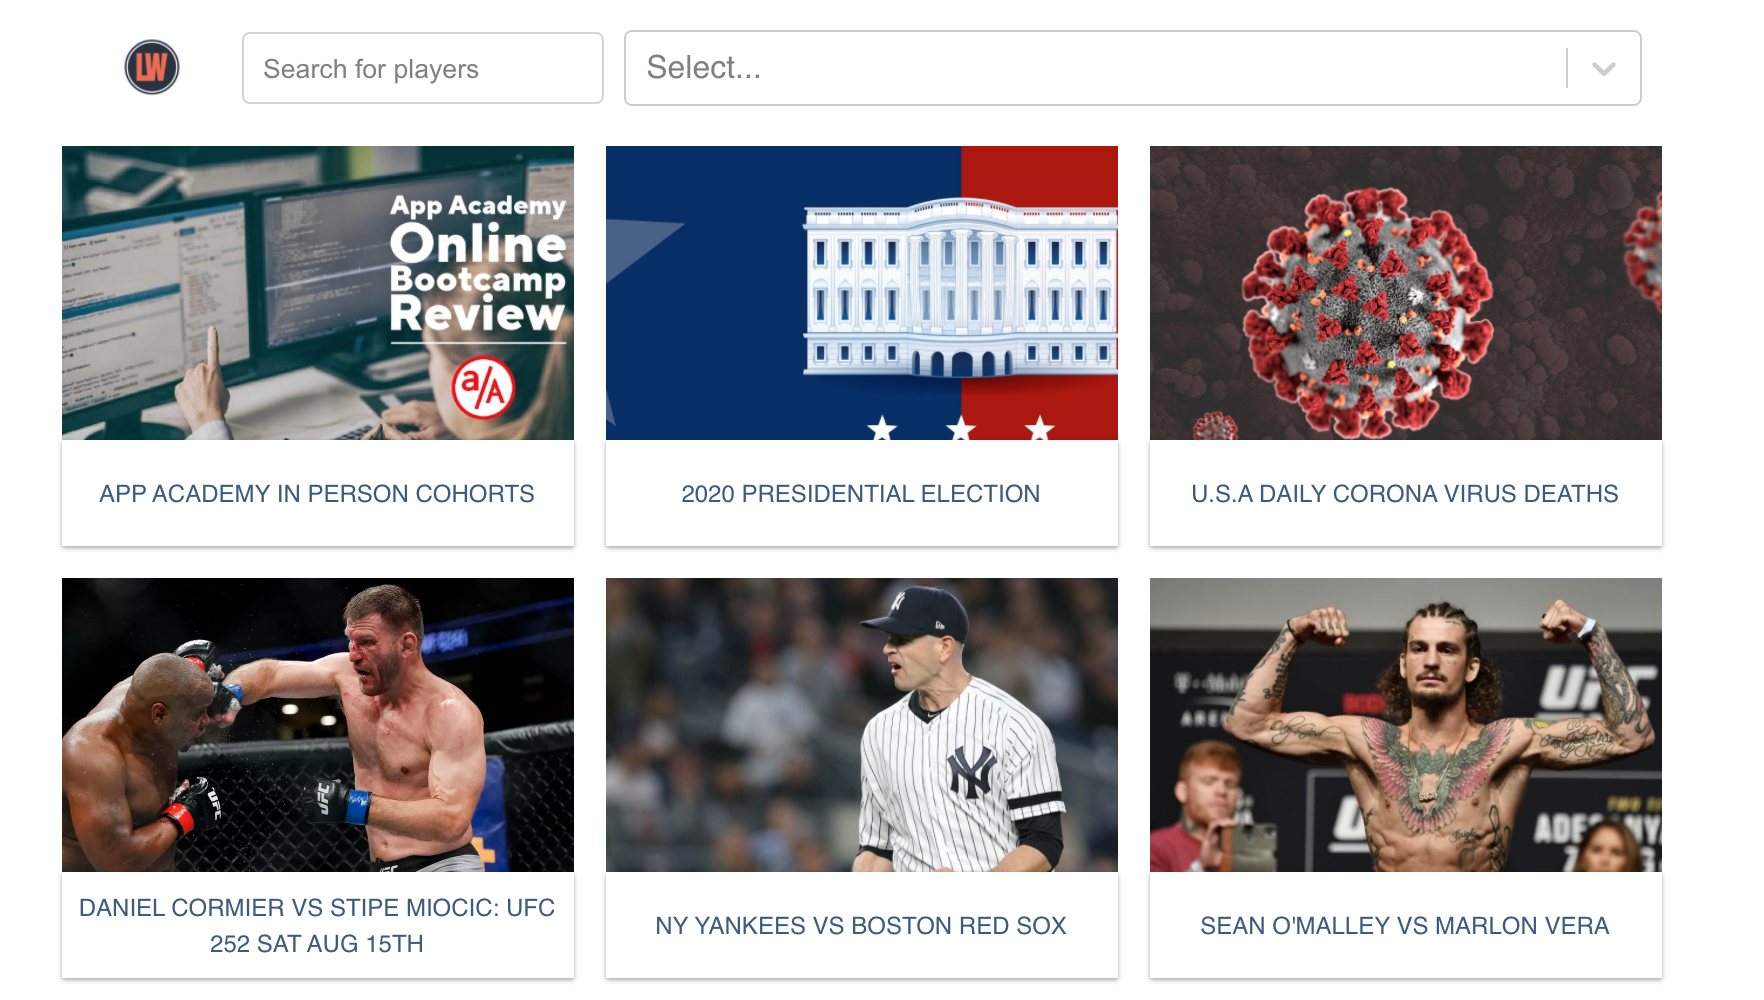 LW
Search for players
Select...
App Academy
Online
Bootcamp
Review
a/A
APP ACADEMY IN PERSON COHORTS
2020 PRESIDENTIAL ELECTION
U.S.A DAILY CORONA VIRUS DEATHS
UFC
NY
NY
UFC
DANIEL CORMIER VS STIPE MIOCIC: UFC
252 SAT AUG 15TH
NY YANKEES VS BOSTON RED SOX
SEAN O'MALLEY VS MARLON VERA